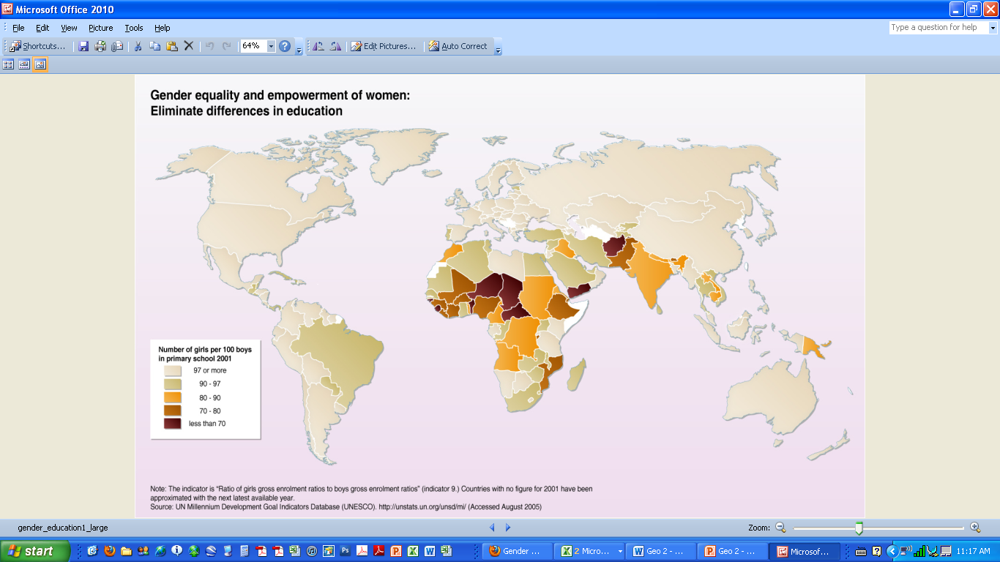 Microsoft Office 2010
File Edit View Picture Tools Help
Type a question for help
Shortcuts...
64%
Edit Pictures...
Auto Correct
Gender equality and empowerment of women:
Eliminate differences in education
Number of girls per 100 boys
in primary school 2001
97 or more
90 - 97
80 - 90
70 - 80
less than 70
Note: The indicator is “Ratio of girls gross enrolment ratios to boys gross enrolment ratios” (indicator 9.) Countries with no figure for 2001 have been
approximated with the next latest available year.
Source: UN Millennium Development Goal Indicators Database (UNESCO). http://unstats.un.org/unsd/mi/ (Accessed August 2005)
gender_education1_large
Zoom:
start
Gender ...
2 Micro...
Geo 2 - ...
Geo 2 - ...
Microsof...
11:17 AM